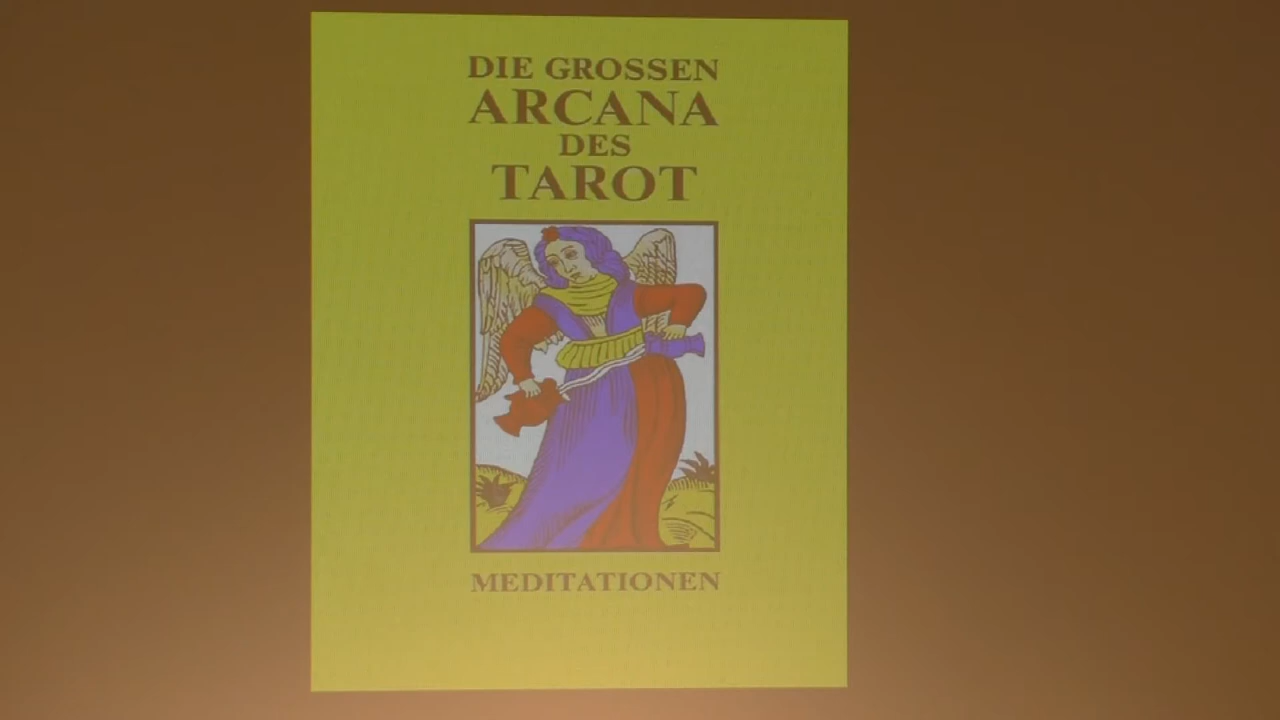 DIE GROSSEN
ARCANA
DES
TAROT
MEDITATIONEN